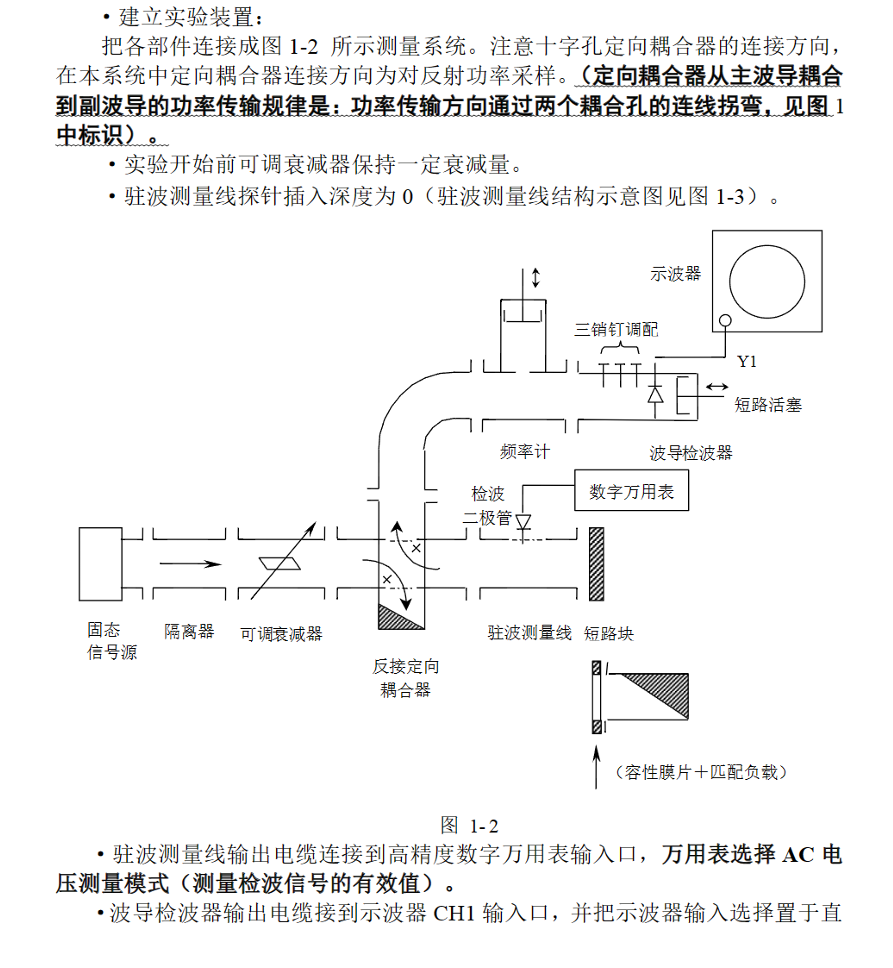 ·建立实验装置：
把各部件连接成图 1-2 所示测量系统。注意十字孔定向耦合器的连接方向，
在本系统中定向耦合器连接方向为对反射功率采样。（定向耦合器从主波导耦合
到副波导的功率传输规律是：功率传输方向通过两个耦合孔的连线拐弯，见图 1
中标识）。
·实验开始前可调衰减器保持一定衰减量。
·驻波测量线探针插入深度为 0（驻波测量线结构示意图见图 1-3）。
示波器
三销钉调配
Y1
短路活塞
频率计
波导检波器
检波
二极管
数字万用表
固态
信号源
隔离器
可调衰减器
反接定向
耦合器
驻波测量线
短路块
（容性膜片＋匹配负载）
图 1-2
·驻波测量线输出电缆连接到高精度数字万用表输入口，万用表选择 AC 电
压测量模式（测量检波信号的有效值）。
·波导检波器输出电缆接到示波器 CH1 输入口，并把示波器输入选择置于直